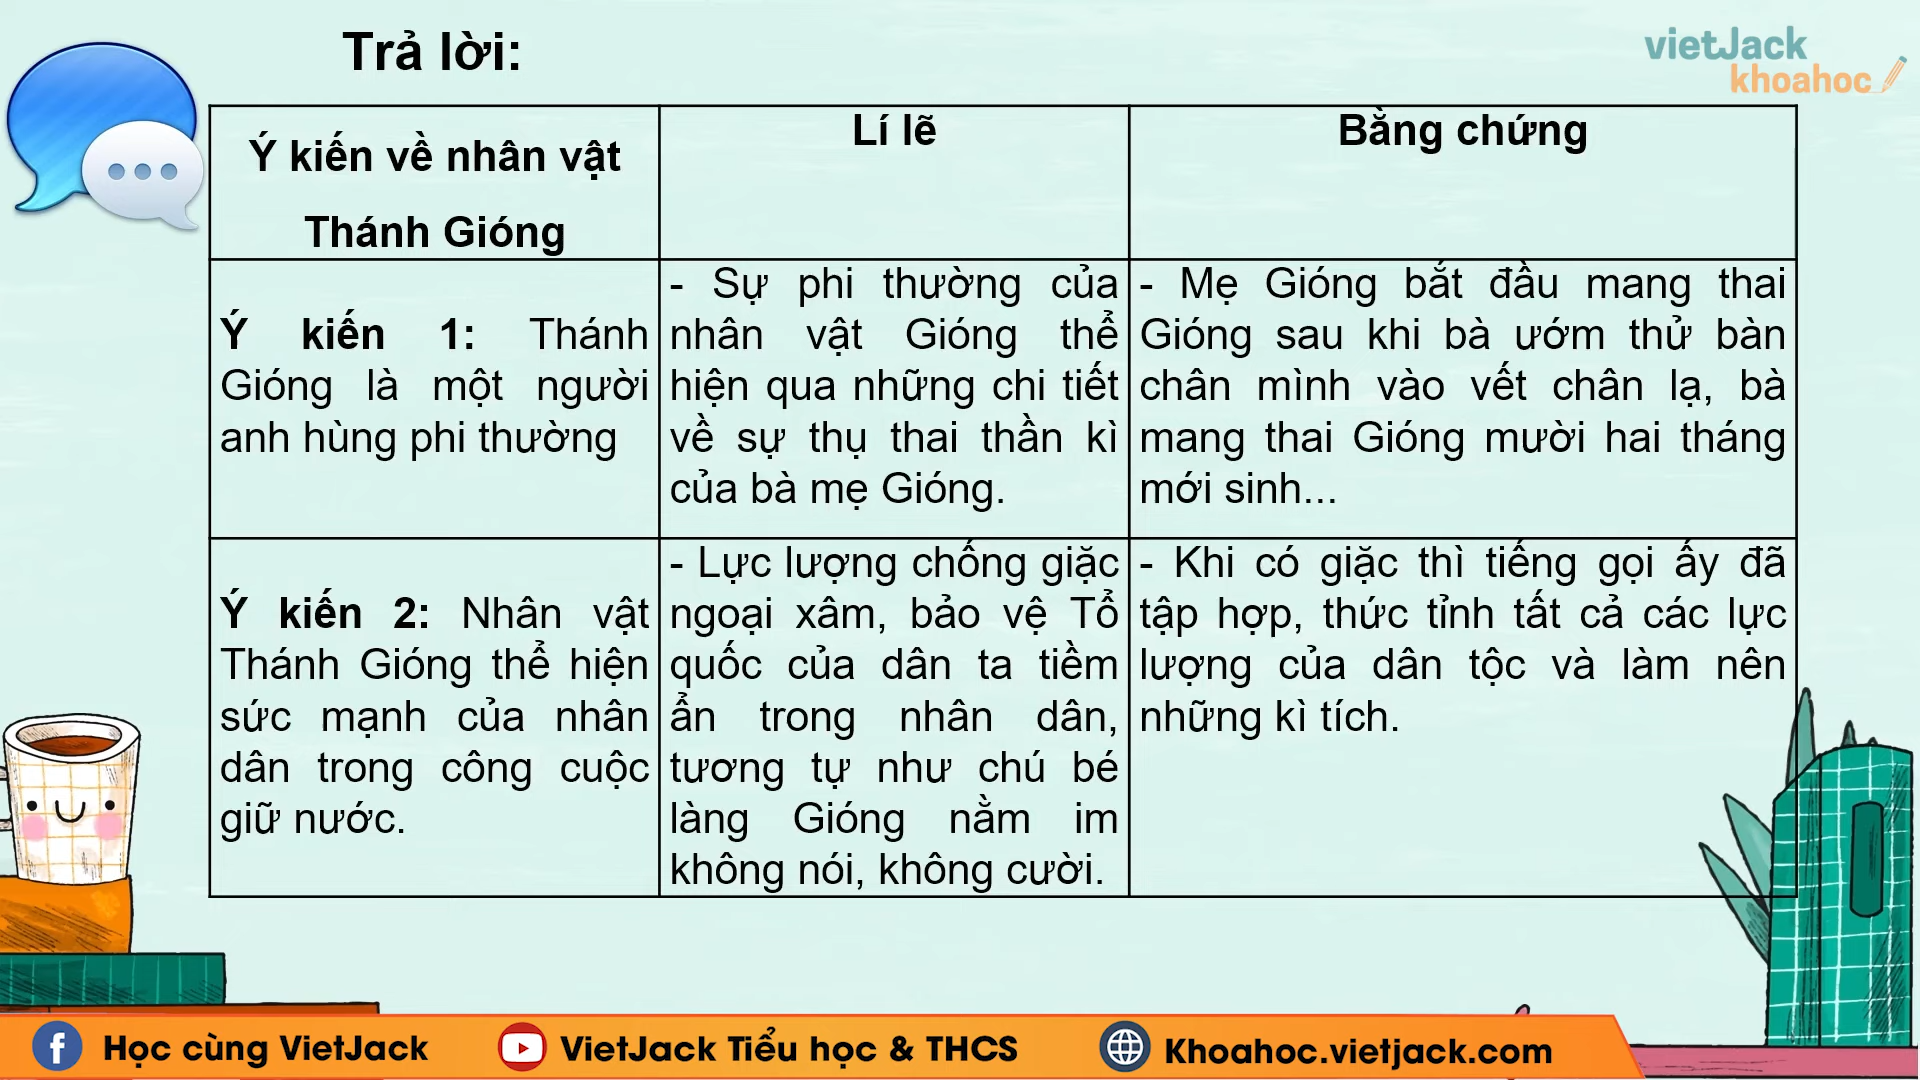 Trả lời:
vietJack
khoahoc
Ý kiến về nhân vật
Thánh Gióng
Lí lẽ
Bằng chứng
Ý kiến 1: Thánh
Gióng là một người
anh hùng phi thường
- Sự phi thường của
nhân vật Gióng thể
hiện qua những chi tiết
về sự thụ thai thần kì
của bà mẹ Gióng.
- Mẹ Gióng bắt đầu mang thai
Gióng sau khi bà ướm thử bàn
chân mình vào vết chân lạ, bà
mang thai Gióng mười hai tháng
mới sinh...
Ý kiến 2: Nhân vật
Thánh Gióng thể hiện
sức mạnh của nhân
dân trong công cuộc
giữ nước.
- Lực lượng chống giặc
ngoại xâm, bảo vệ Tổ
quốc của dân ta tiềm
ẩn trong nhân dân,
tương tự như chú bé
làng Gióng nằm im
không nói, không cười.
- Khi có giặc thì tiếng gọi ấy đã
tập hợp, thức tỉnh tất cả các lực
lượng của dân tộc và làm nên
những kì tích.
Học cùng VietJack
VietJack Tiểu học & THCS
Khoahoc.vietjack.com